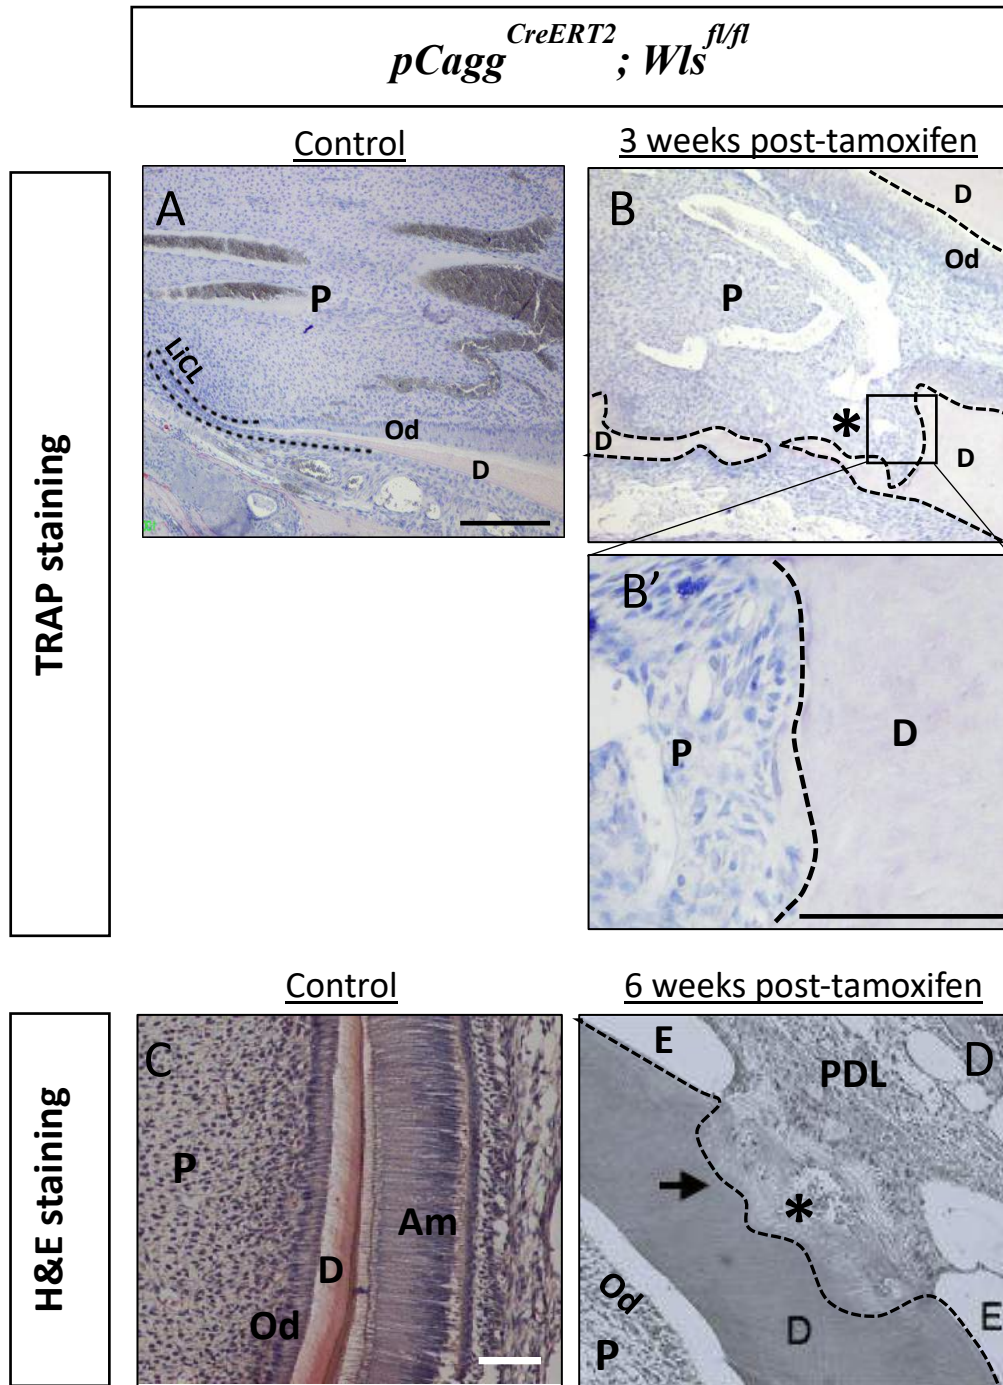 pCagg^CreERT2 ; Wls^fl/fl
Control
3 weeks post-tamoxifen
TRAP staining
A
P
LiCL
Od
D
B
D
Od
P
*
D
D
B’
P
D
Control
6 weeks post-tamoxifen
H&E staining
C
P
Am
D
Od
E
PDL
D
*
Od
P
D
E